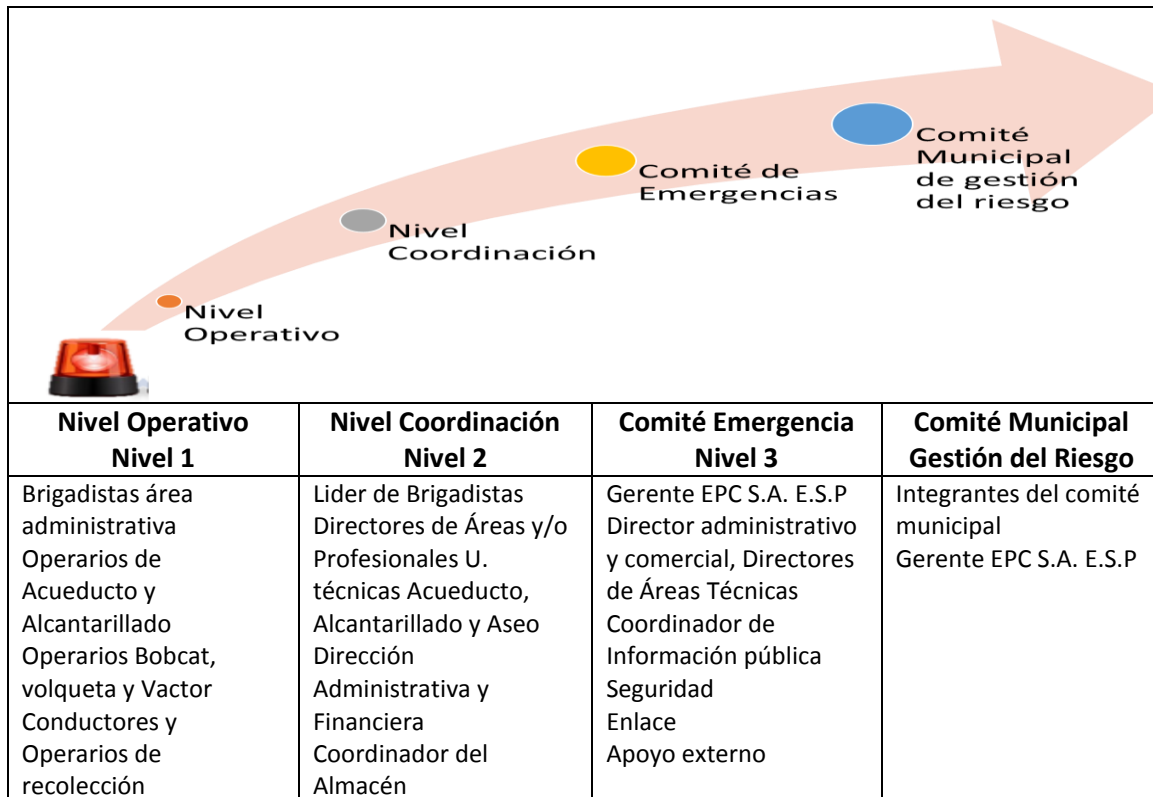 Nivel
Operativo
Nivel
Coordinación
Comité de
Emergencias
Comité
Municipal
de gestión
del riesgo
Nivel Operativo
Nivel 1
Nivel Coordinación
Nivel 2
Comité Emergencia
Nivel 3
Comité Municipal
Gestión del Riesgo
Brigadistas área
administrativa
Operarios de
Acueducto y
Alcantarillado
Operarios Bobcat,
volqueta y Vactor
Conductores y
Operarios de
recolección
Lider de Brigadistas
Directores de Áreas y/o
Profesionales U.
técnicas Acueducto,
Alcantarillado y Aseo
Dirección
Administrativa y
Financiera
Coordinador del
Almacén
Gerente EPC S.A. E.S.P
Director administrativo
y comercial, Directores
de Áreas Técnicas
Coordinador de
Información pública
Seguridad
Enlace
Apoyo externo
Integrantes del comité
municipal
Gerente EPC S.A. E.S.P